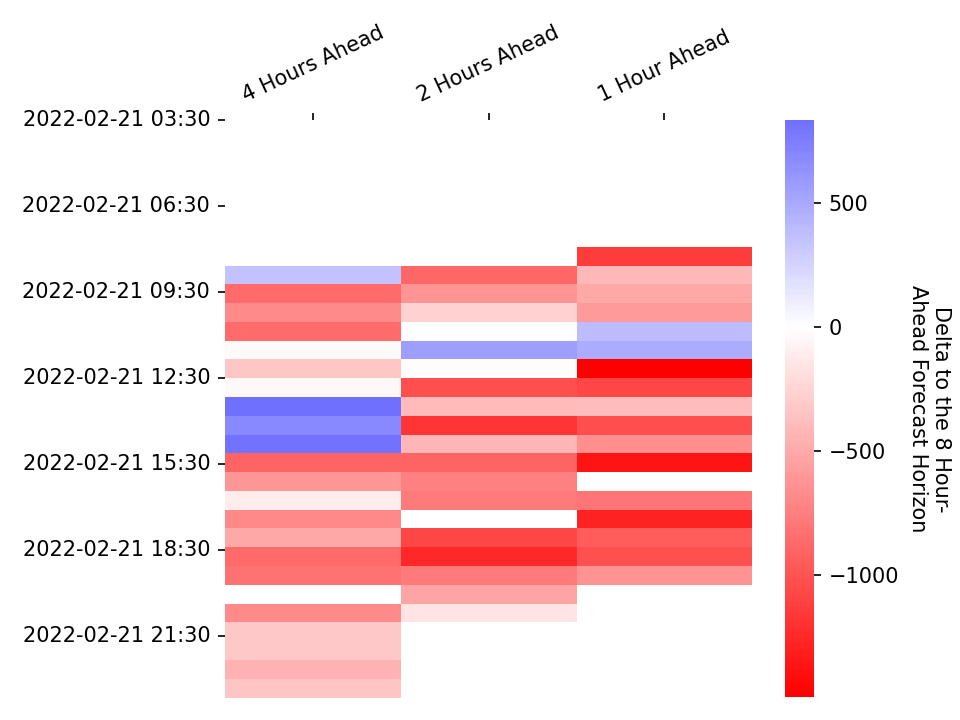 4 Hours Ahead
2 Hours Ahead
1 Hour Ahead
2022-02-21 03:30
2022-02-21 06:30
2022-02-21 09:30
2022-02-21 12:30
2022-02-21 15:30
2022-02-21 18:30
2022-02-21 21:30
500
0
−500
−1000
Delta to the 8 Hour-
Ahead Forecast Horizon